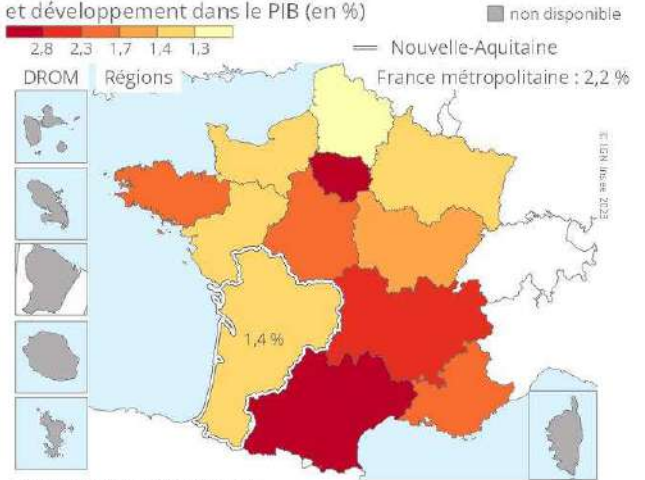 et développement dans le PIB (en %)
non disponible
2,8 2,3 1,7 1,4 1,3
Nouvelle-Aquitaine
DROM Régions
France métropolitaine : 2,2 %
© IGN Insee 2023
1,4 %